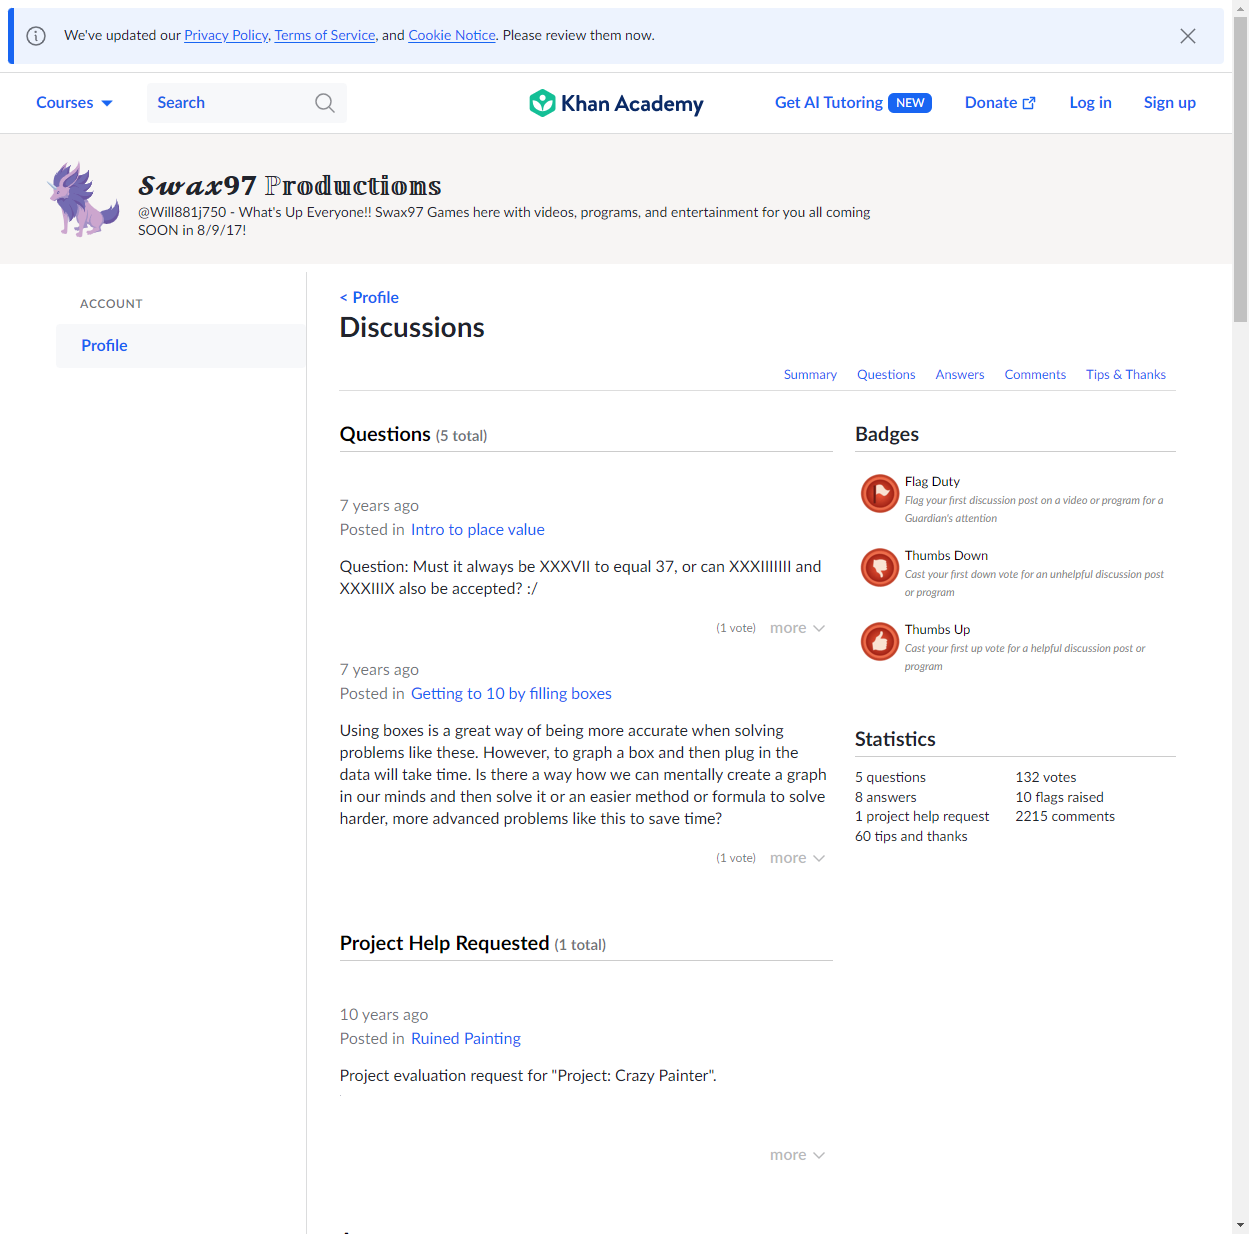 We've updated our Privacy Policy, Terms of Service, and Cookie Notice. Please review them now.
Courses
Search
Khan Academy
Get AI Tutoring NEW
Donate
Log in
Sign up
𝓢𝔀𝓪𝔁97 ℙ𝕣𝕠𝕕𝕦𝕔𝕥𝕚𝕠𝕟𝕤
@Will881j750 - What's Up Everyone!! Swax97 Games here with videos, programs, and entertainment for you all coming
SOON in 8/9/17!
ACCOUNT
Profile
< Profile
Discussions
Summary
Questions
Answers
Comments
Tips & Thanks
Questions (5 total)
7 years ago
Posted in Intro to place value
Question: Must it always be XXXVII to equal 37, or can XXXIIIIIII and
XXXIIIX also be accepted? :/
(1 vote) more
7 years ago
Posted in Getting to 10 by filling boxes
Using boxes is a great way of being more accurate when solving
problems like these. However, to graph a box and then plug in the
data will take time. Is there a way how we can mentally create a graph
in our minds and then solve it or an easier method or formula to solve
harder, more advanced problems like this to save time?
(1 vote) more
Project Help Requested (1 total)
10 years ago
Posted in Ruined Painting
Project evaluation request for "Project: Crazy Painter".
more
Badges
Flag Duty
Flag your first discussion post on a video or program for a
Guardian's attention
Thumbs Down
Cast your first down vote for an unhelpful discussion post
or program
Thumbs Up
Cast your first up vote for a helpful discussion post or
program
Statistics
5 questions
8 answers
1 project help request
60 tips and thanks
132 votes
10 flags raised
2215 comments